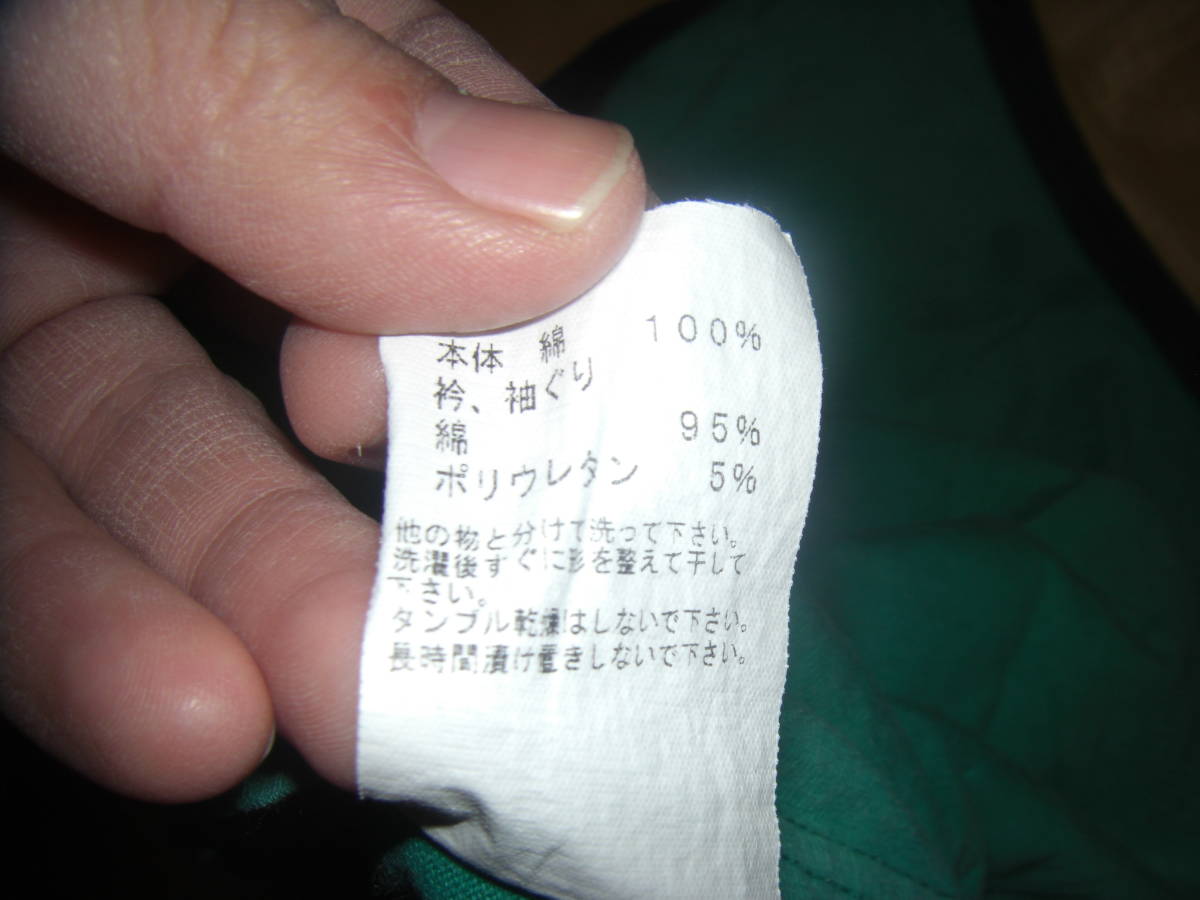 本体 綿 100%
衿、袖ぐり
綿 95%
ポリウレタン 5%
他の物と分けて洗って下さい。
洗濯後すぐに形を整えて干して
下さい。
タンブル乾燥はしないで下さい。
長時間漬け置きしないで下さい。